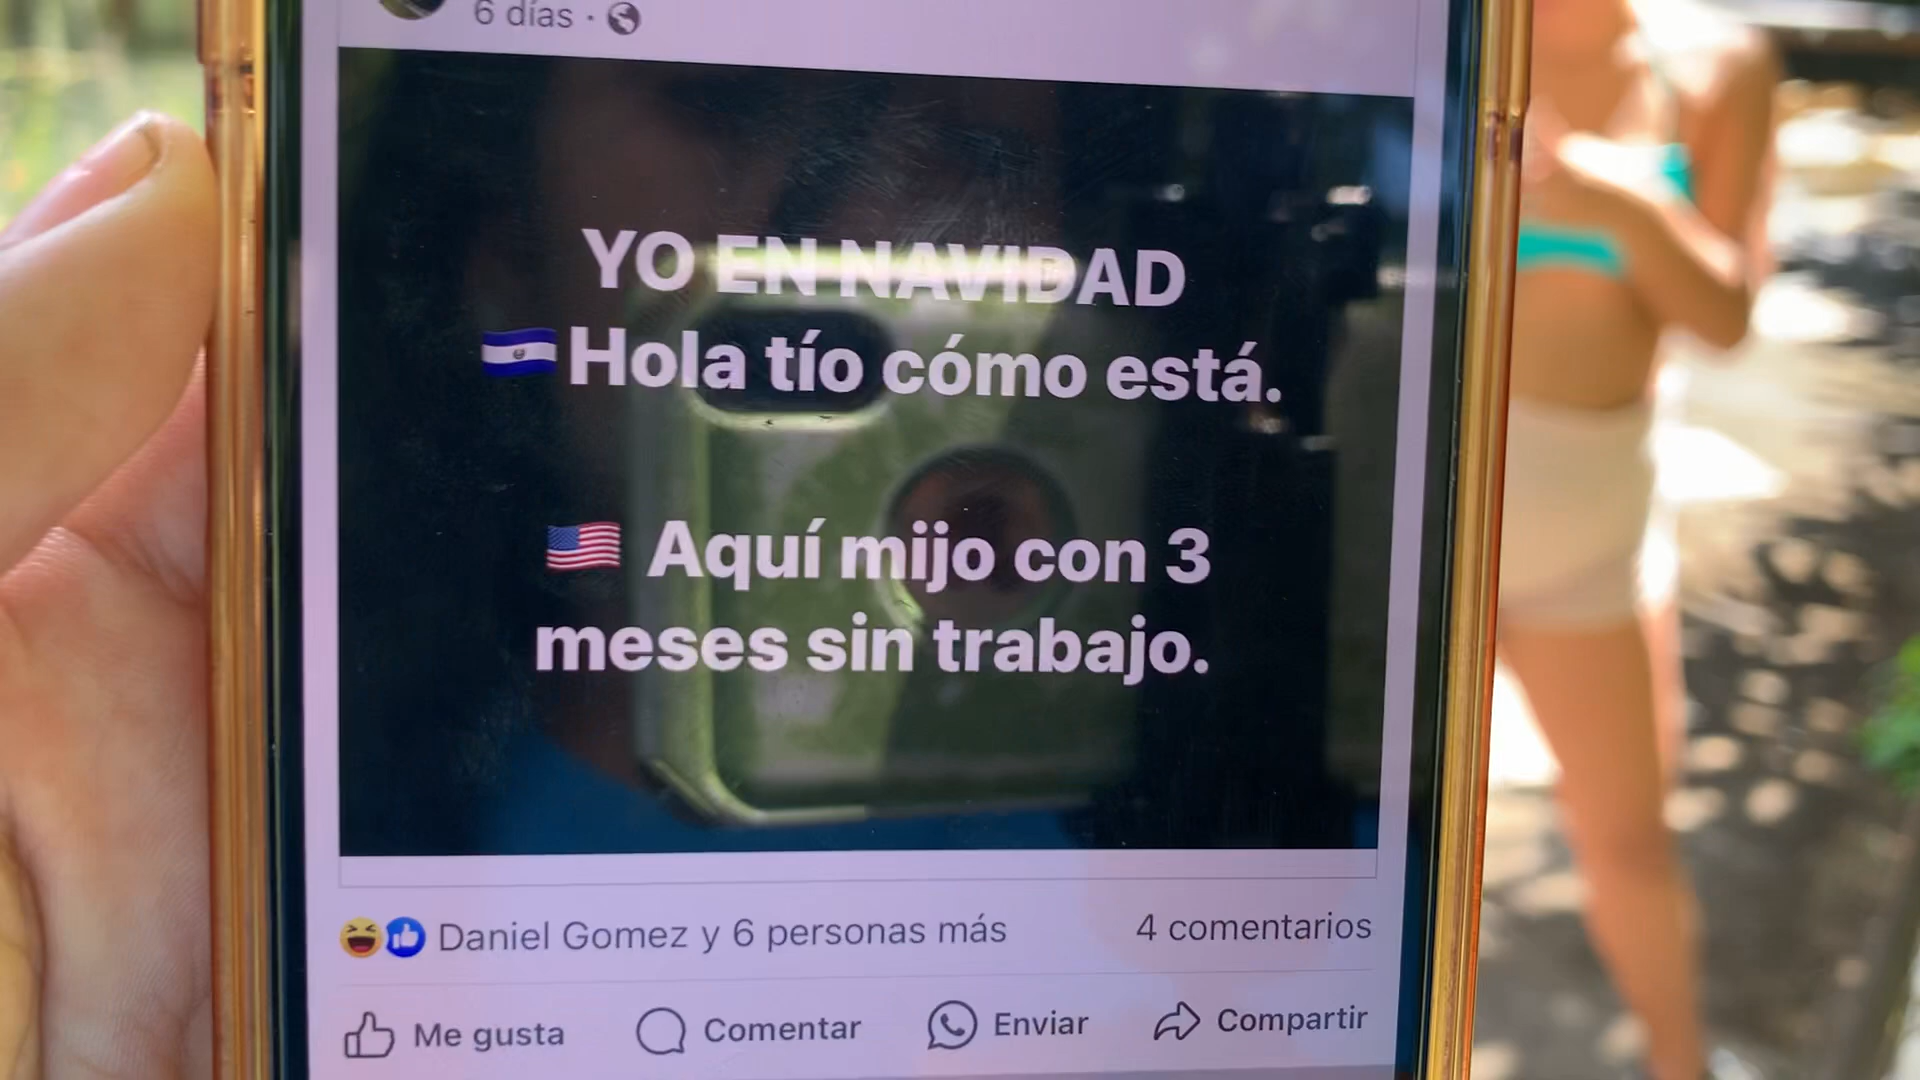 6 días
YO EN NAVIDAD
Hola tío cómo está.
Aquí mijo con 3
meses sin trabajo.
Daniel Gomez y 6 personas más
4 comentarios
Me gusta
Comentar
Enviar
Compartir